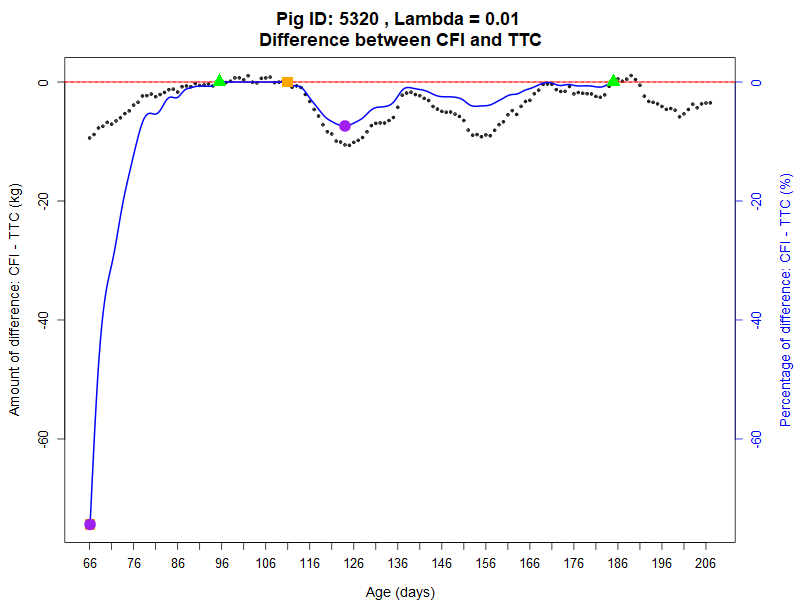 Pig ID: 5320 , Lambda = 0.01
Difference between CFI and TTC
Amount of difference: CFI - TTC (kg)
0
-20
-40
-60
0
-20
-40
-60
Percentage of difference: CFI - TTC (%)
66 76 86 96 106 116 126 136 146 156 166 176 186 196 206
Age (days)